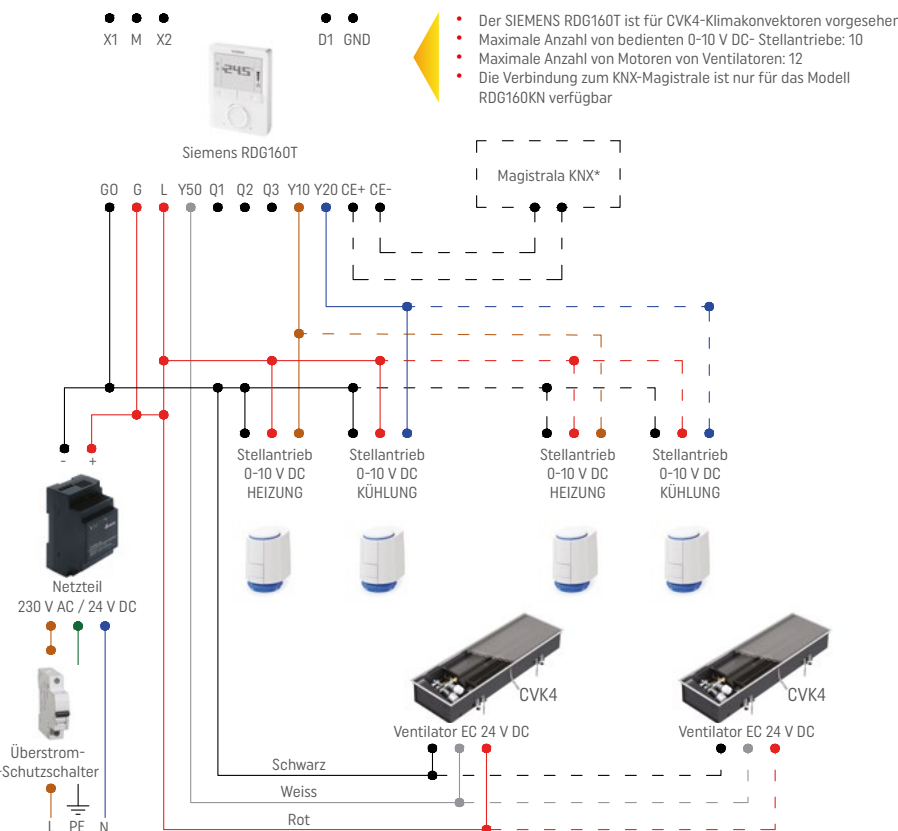 X1 M X2
D1 GND
• Der SIEMENS RDG160T ist für CVK4-Klimakonvektoren vorgesehen
• Maximale Anzahl von bedienten 0-10 V DC- Stellantriebe: 10
• Maximale Anzahl von Motoren von Ventilatoren: 12
• Die Verbindung zum KNX-Magistrale ist nur für das Modell
RDG160KN verfügbar
Siemens RDG160T
Magistrala KNX*
G0 G L Y50 Q1 Q2 Q3 Y10 Y20 CE+ CE-
- +
Stellantrieb
0-10 V DC
HEIZUNG
Stellantrieb
0-10 V DC
KÜHLUNG
Stellantrieb
0-10 V DC
HEIZUNG
Stellantrieb
0-10 V DC
KÜHLUNG
Netzteil
230 V AC / 24 V DC
CVK4
CVK4
Ventilator EC 24 V DC
Ventilator EC 24 V DC
Überstrom-
-Schutzschalter
Schwarz
Weiss
Rot
L PE N